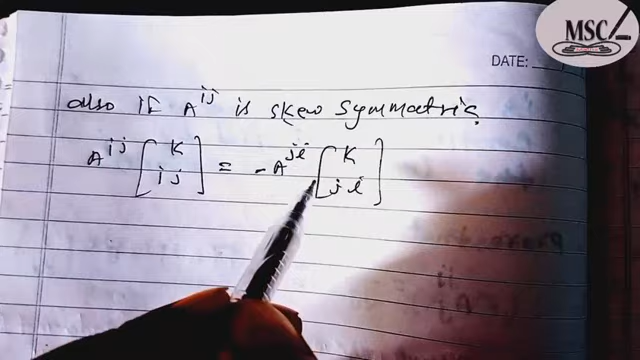 MSC
DATE:
also if A^ij is skew symmetric.
A^ij [k ij] = -A^ji [k ji]